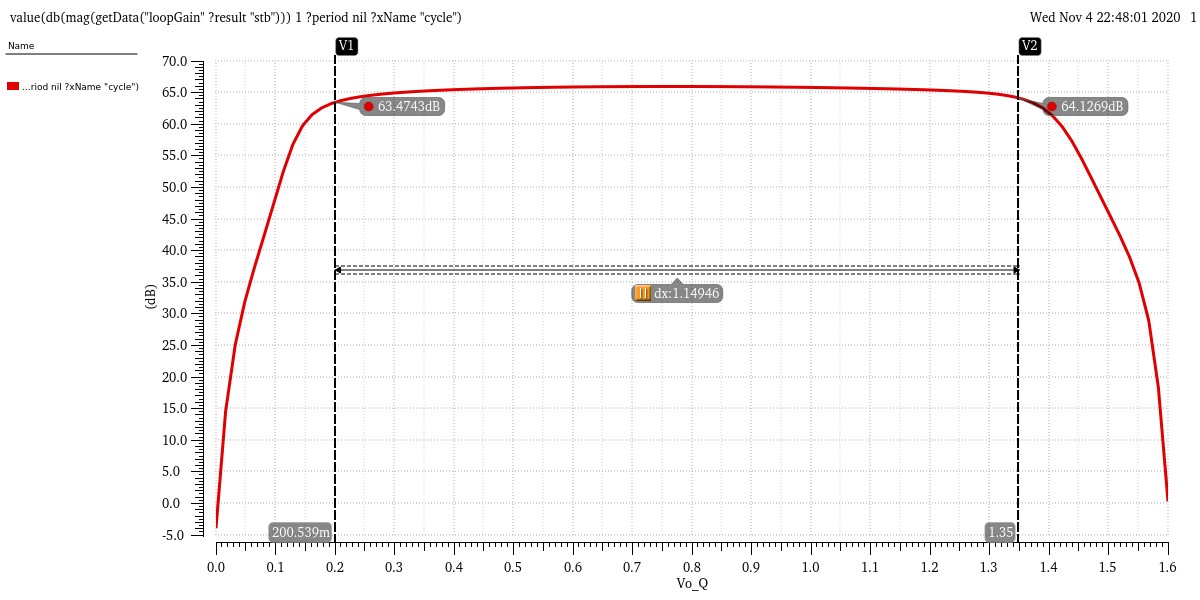 value(db(mag(getData("loopGain" ?result "stb"))) 1 ?period nil ?xName "cycle")
Wed Nov 4 22:48:01 2020 1
Name
...riod nil ?xName "cycle")
V1
V2
70.0
65.0
60.0
55.0
50.0
45.0
40.0
35.0
30.0
25.0
20.0
15.0
10.0
5.0
0.0
-5.0
(dB)
63.4743dB
64.1269dB
dx:1.14946
200.539m
1.35
0.0 0.1 0.2 0.3 0.4 0.5 0.6 0.7 0.8 0.9 1.0 1.1 1.2 1.3 1.4 1.5 1.6
Vo_Q